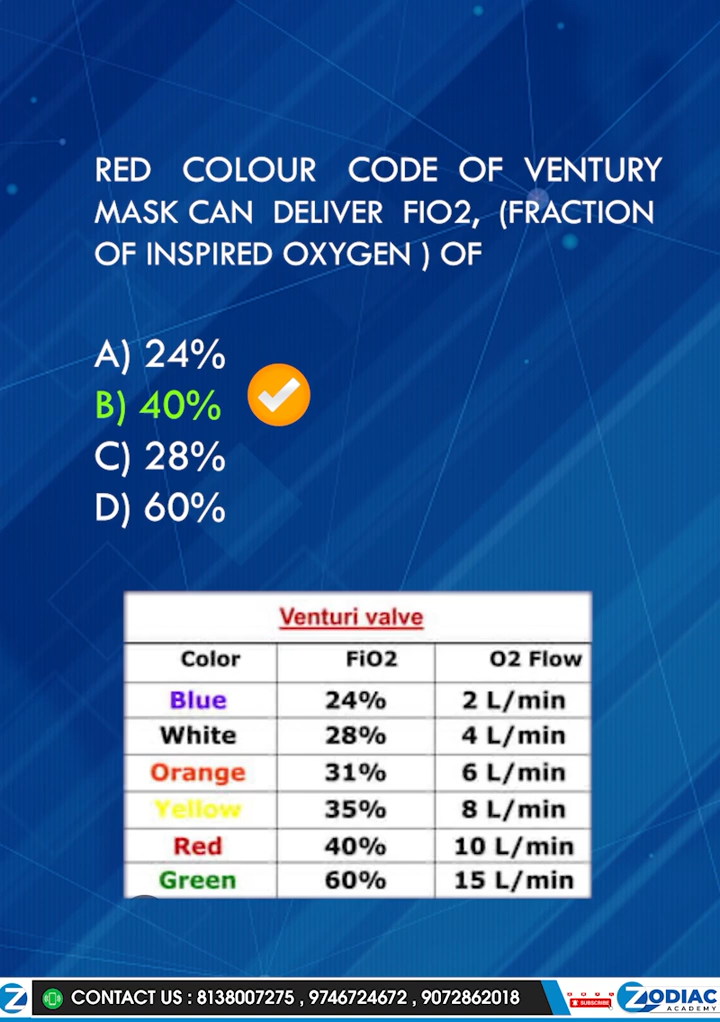 RED COLOUR CODE OF VENTURY
MASK CAN DELIVER FIO2, (FRACTION
OF INSPIRED OXYGEN ) OF
A) 24%
B) 40%
C) 28%
D) 60%
Venturi valve
Color FiO2 O2 Flow
Blue 24% 2 L/min
White 28% 4 L/min
Orange 31% 6 L/min
Yellow 35% 8 L/min
Red 40% 10 L/min
Green 60% 15 L/min
Z CONTACT US : 8138007275 , 9746724672 , 9072862018 SUBSCRIBE ZODIAC
ACADEMY